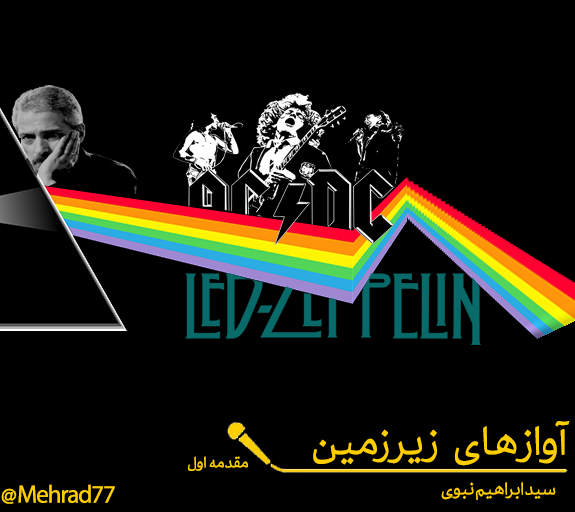 AC/DC
LED-ZEPPELIN
آوازهای زیرزمین
مقدمه اول
سیدابراهیم نبوی
@Mehrad77